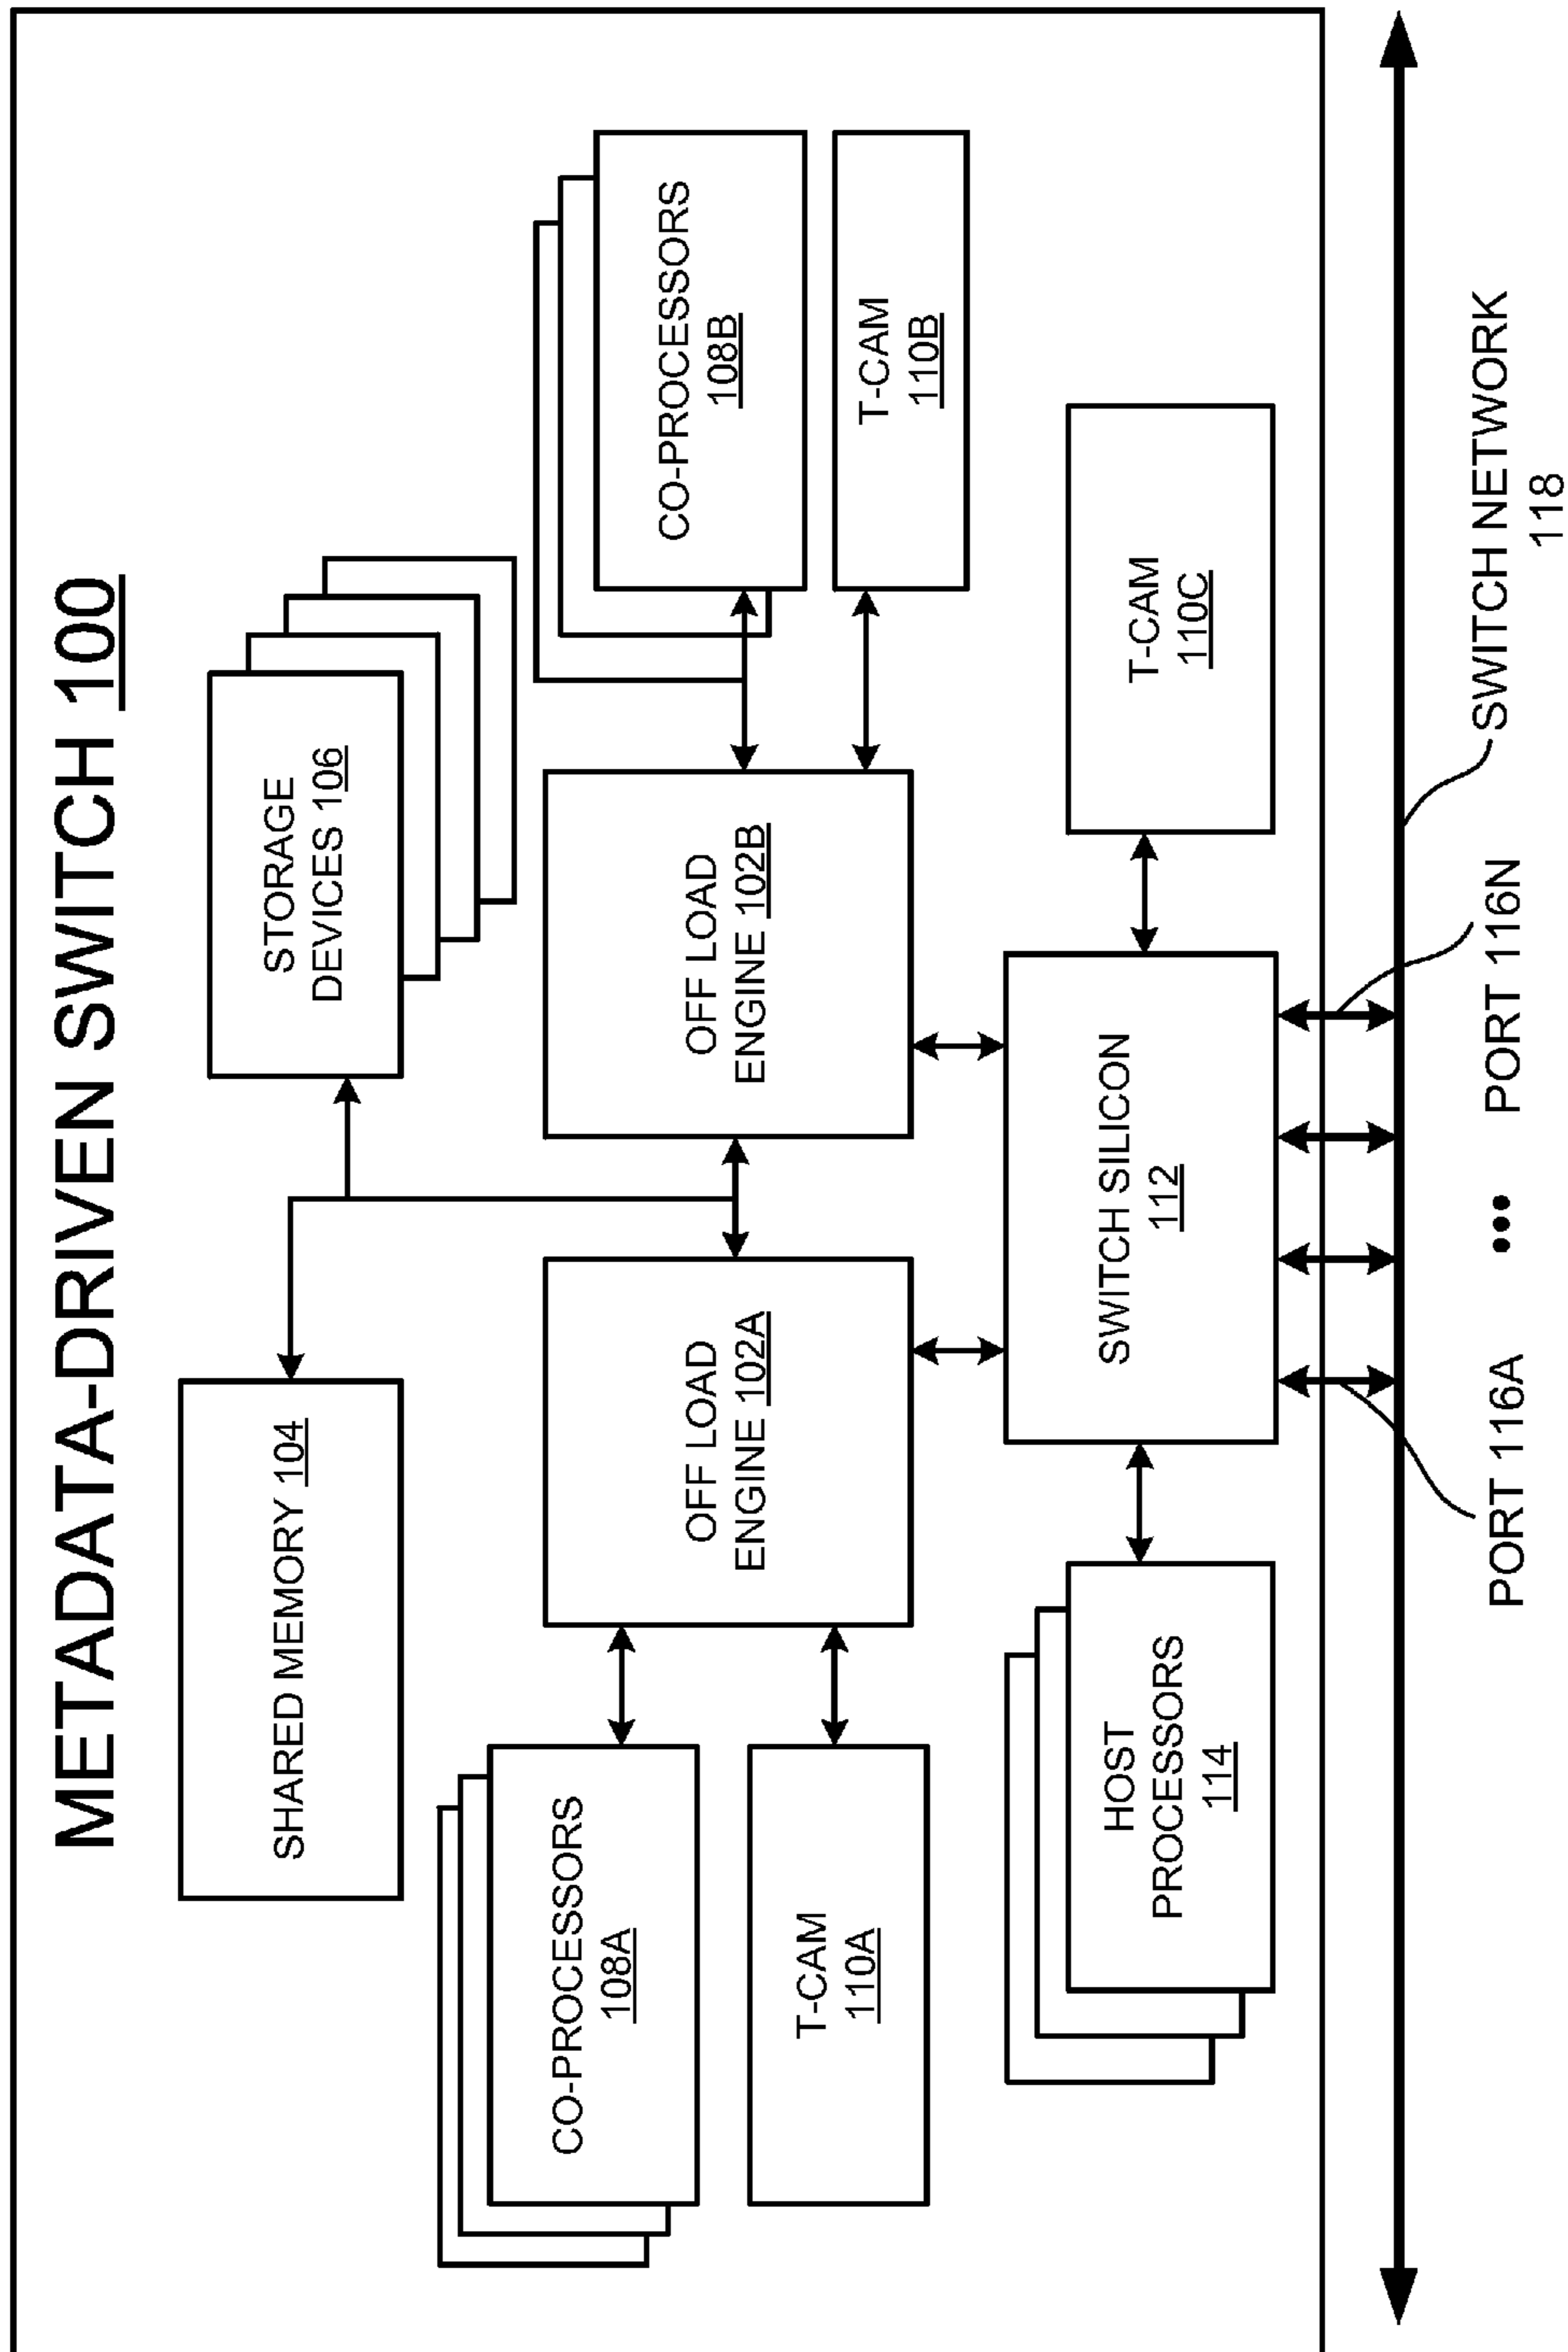 METADATA-DRIVEN SWITCH 100
SHARED MEMORY 104
STORAGE
DEVICES 106
CO-PROCESSORS
108A
T-CAM
110A
OFF LOAD
ENGINE 102A
OFF LOAD
ENGINE 102B
CO-PROCESSORS
108B
T-CAM
110B
HOST
PROCESSORS
114
SWITCH SILICON
112
T-CAM
110C
PORT 116A
•••
PORT 116N
SWITCH NETWORK
118